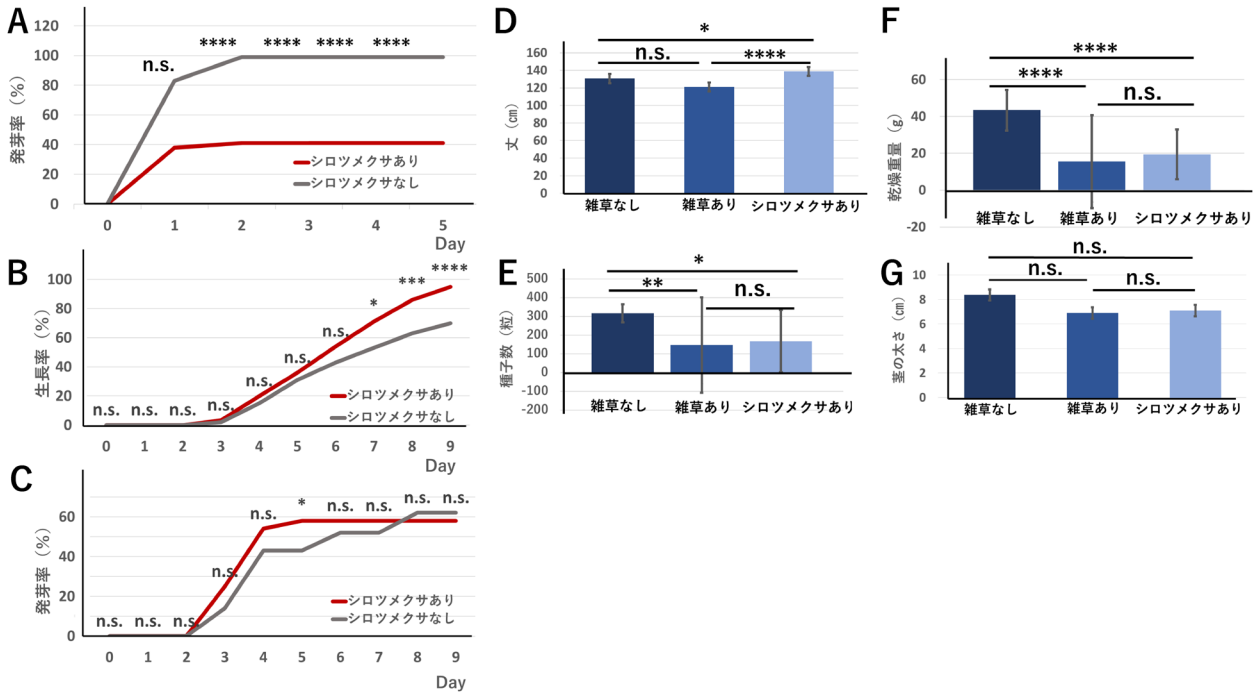 A
発芽率（%）
120
100
80
60
40
20
0
n.s.
**** **** **** ****
シロツメクサあり
シロツメクサなし
0 1 2 3 4 5
Day
B
生長率（%）
100
80
60
40
20
0
n.s. n.s. n.s. n.s. n.s. n.s. n.s. * *** ****
シロツメクサあり
シロツメクサなし
0 1 2 3 4 5 6 7 8 9
Day
C
発芽率（%）
60
40
20
0
n.s. n.s. n.s. n.s. n.s. * n.s. n.s. n.s. n.s.
シロツメクサあり
シロツメクサなし
0 1 2 3 4 5 6 7 8 9
Day
D
丈（cm）
160
140
120
100
80
60
40
20
0
*
n.s. ****
雑草なし 雑草あり シロツメクサあり
E
種子数（粒）
500
400
300
200
100
0
-100
-200
*
** n.s.
雑草なし 雑草あり シロツメクサあり
F
乾燥重量（g）
60
40
20
0
-20
****
**** n.s.
雑草なし 雑草あり シロツメクサあり
G
茎の太さ（cm）
10
8
6
4
2
0
n.s.
n.s. n.s.
雑草なし 雑草あり シロツメクサあり